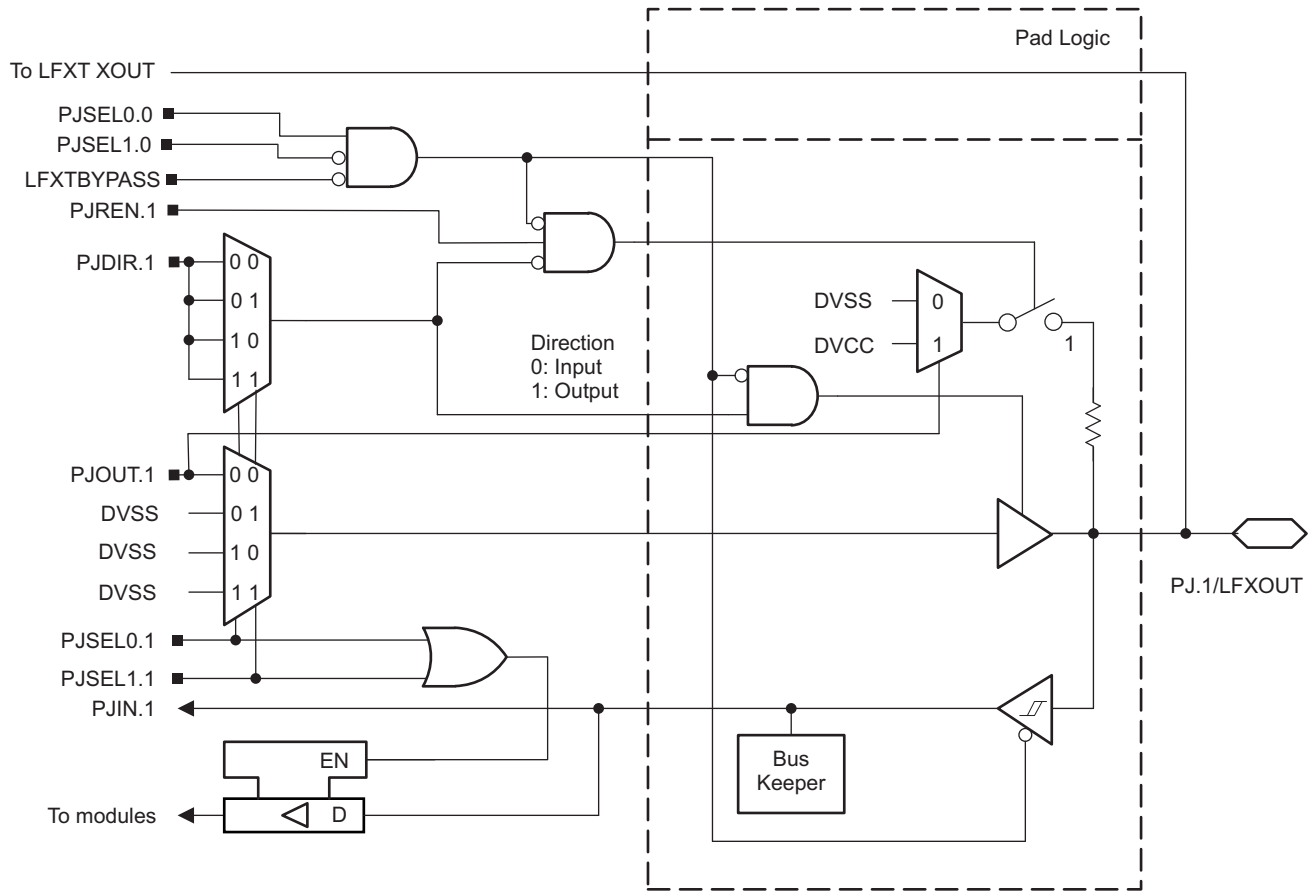 Pad Logic
To LFXT XOUT
PJSEL0.0
PJSEL1.0
LFXTBYPASS
PJREN.1
PJDIR.1
0 0
0 1
1 0
1 1
Direction
0: Input
1: Output
DVSS
0
DVCC
1
1
PJOUT.1
0 0
DVSS
0 1
DVSS
1 0
DVSS
1 1
PJ.1/LFXOUT
PJSEL0.1
PJSEL1.1
PJIN.1
Bus
Keeper
EN
To modules
D